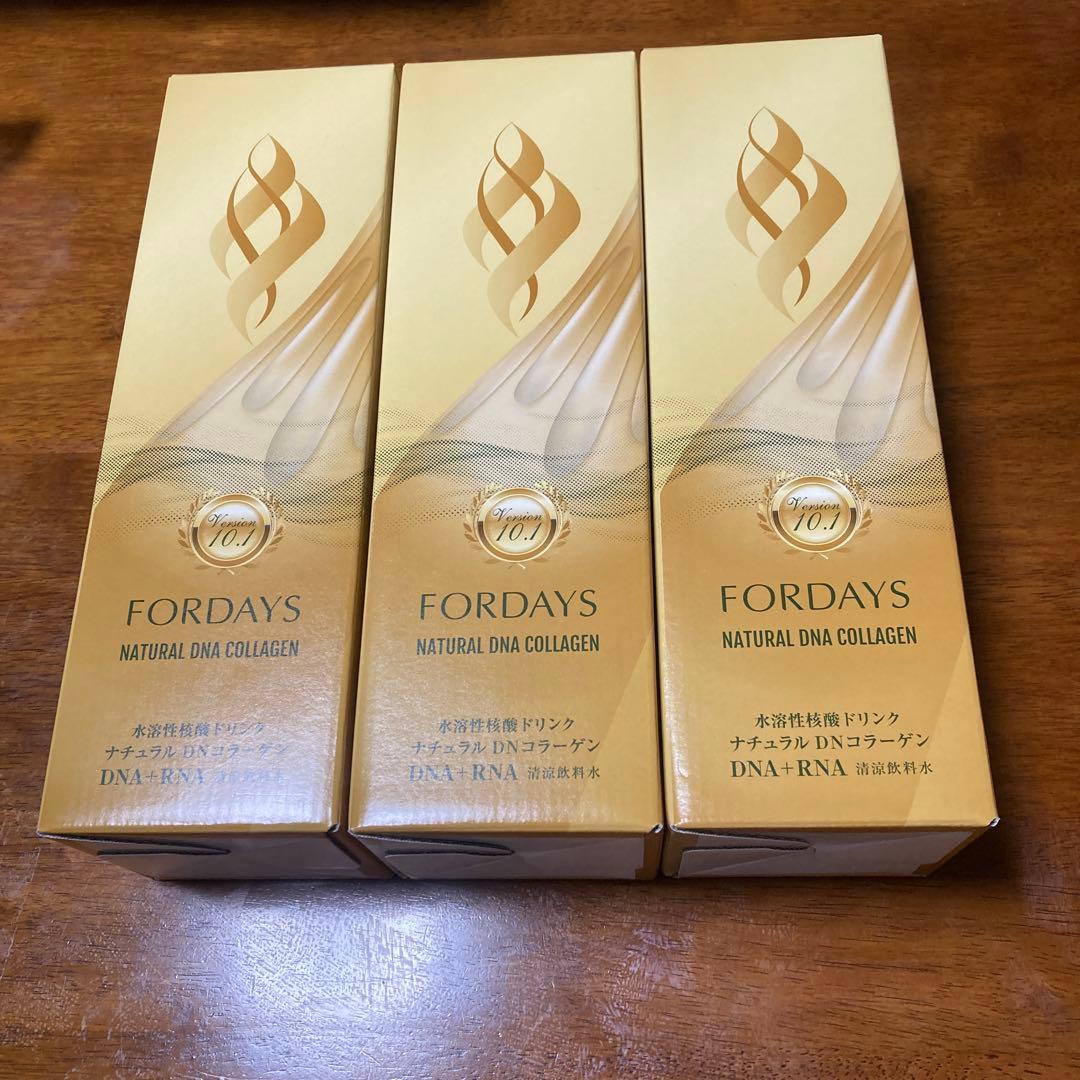 Version
10.1
FORDAYS
NATURAL DNA COLLAGEN
水溶性核酸ドリンク
ナチュラル DNコラーゲン
DNA+RNA 清涼飲料水
Version
10.1
FORDAYS
NATURAL DNA COLLAGEN
水溶性核酸ドリンク
ナチュラル DNコラーゲン
DNA+RNA 清涼飲料水
Version
10.1
FORDAYS
NATURAL DNA COLLAGEN
水溶性核酸ドリンク
ナチュラル DNコラーゲン
DNA+RNA 清涼飲料水